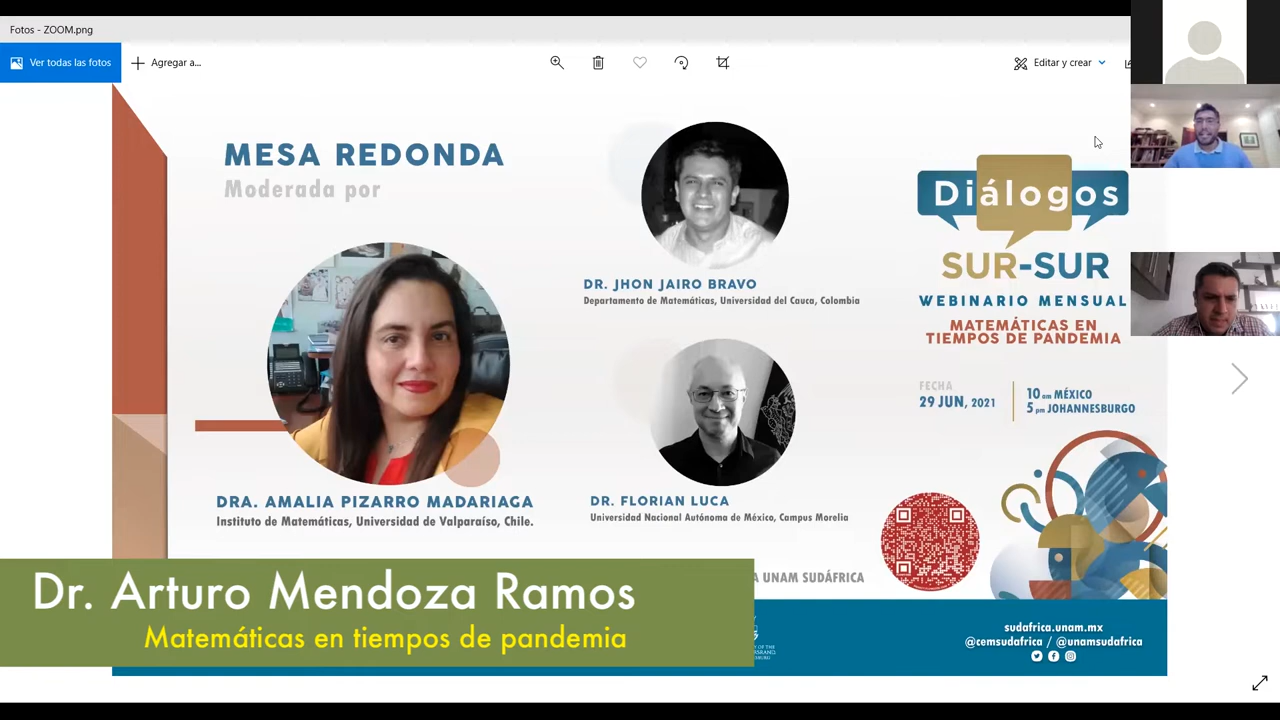 Fotos - ZOOM.png
Ver todas las fotos
Agregar a...
Editar y crear
MESA REDONDA
Moderada por
DRA. AMALIA PIZARRO MADARIAGA
Instituto de Matemáticas, Universidad de Valparaíso, Chile.
DR. JHON JAIRO BRAVO
Departamento de Matemáticas, Universidad del Cauca, Colombia
DR. FLORIAN LUCA
Universidad Nacional Autónoma de México, Campus Morelia
Diálogos
SUR-SUR
WEBINARIO MENSUAL
MATEMÁTICAS EN
TIEMPOS DE PANDEMIA
FECHA
29 JUN, 2021
10 am MÉXICO
5 pm JOHANNESBURGO
A UNAM SUDÁFRICA
Dr. Arturo Mendoza Ramos
Matemáticas en tiempos de pandemia
sudafrica.unam.mx
@cemsudafrica / @unamsudafrica